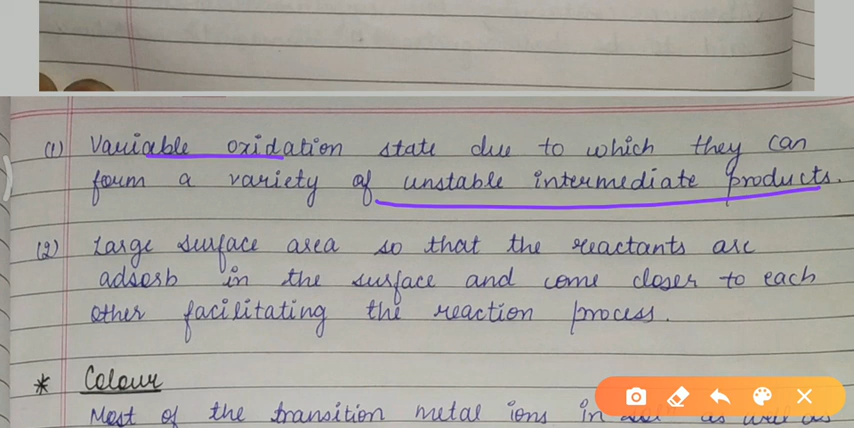 (1) Variable oxidation state due to which they can
form a variety of unstable intermediate products.
(2) Large surface area so that the reactants are
adsorb in the surface and come closer to each
other facilitating the reaction process.
* Colour
Most of the transition metal ions in